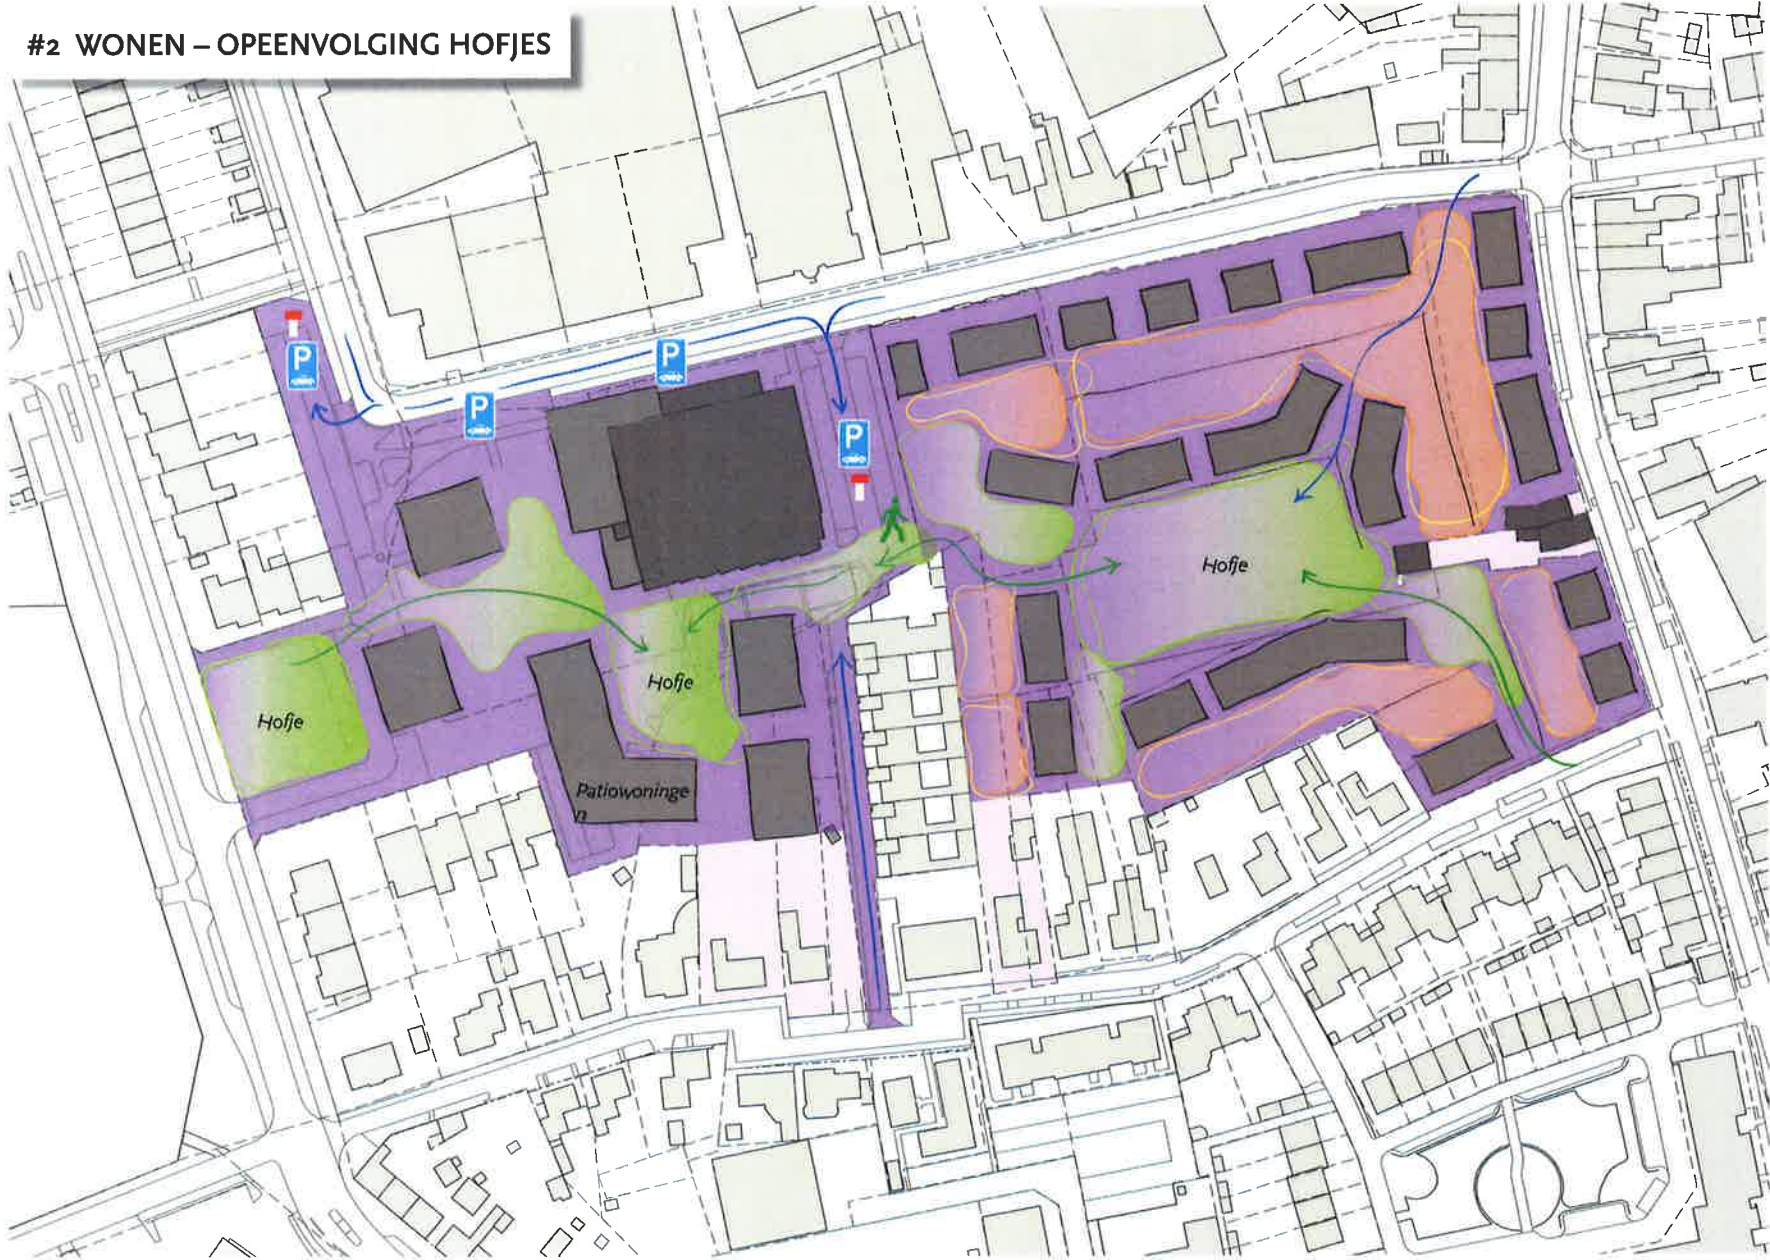 #2 WONEN – OPEENVOLGING HOFJES
P
P
P
P
Hofje
Hofje
Hofje
Patiowoninge
n